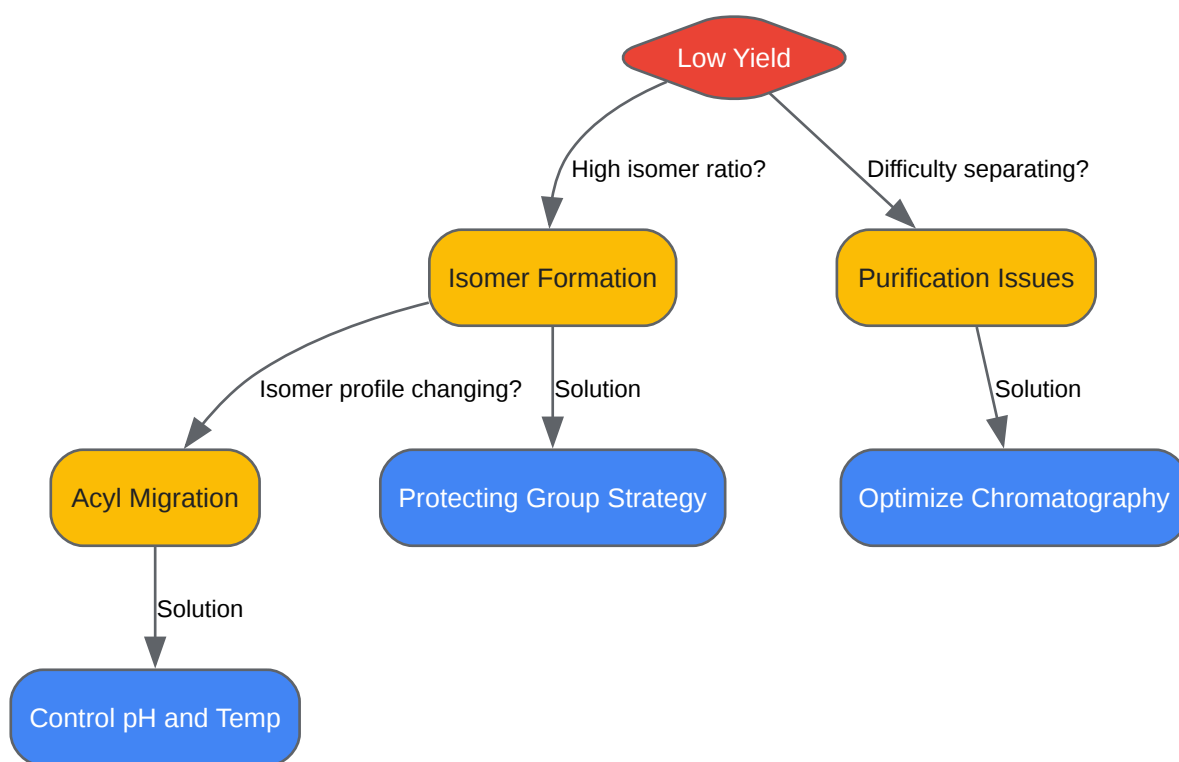 Low Yield
High isomer ratio?
Difficulty separating?
Isomer Formation
Purification Issues
Isomer profile changing?
Solution
Solution
Acyl Migration
Protecting Group Strategy
Optimize Chromatography
Solution
Control pH and Temp